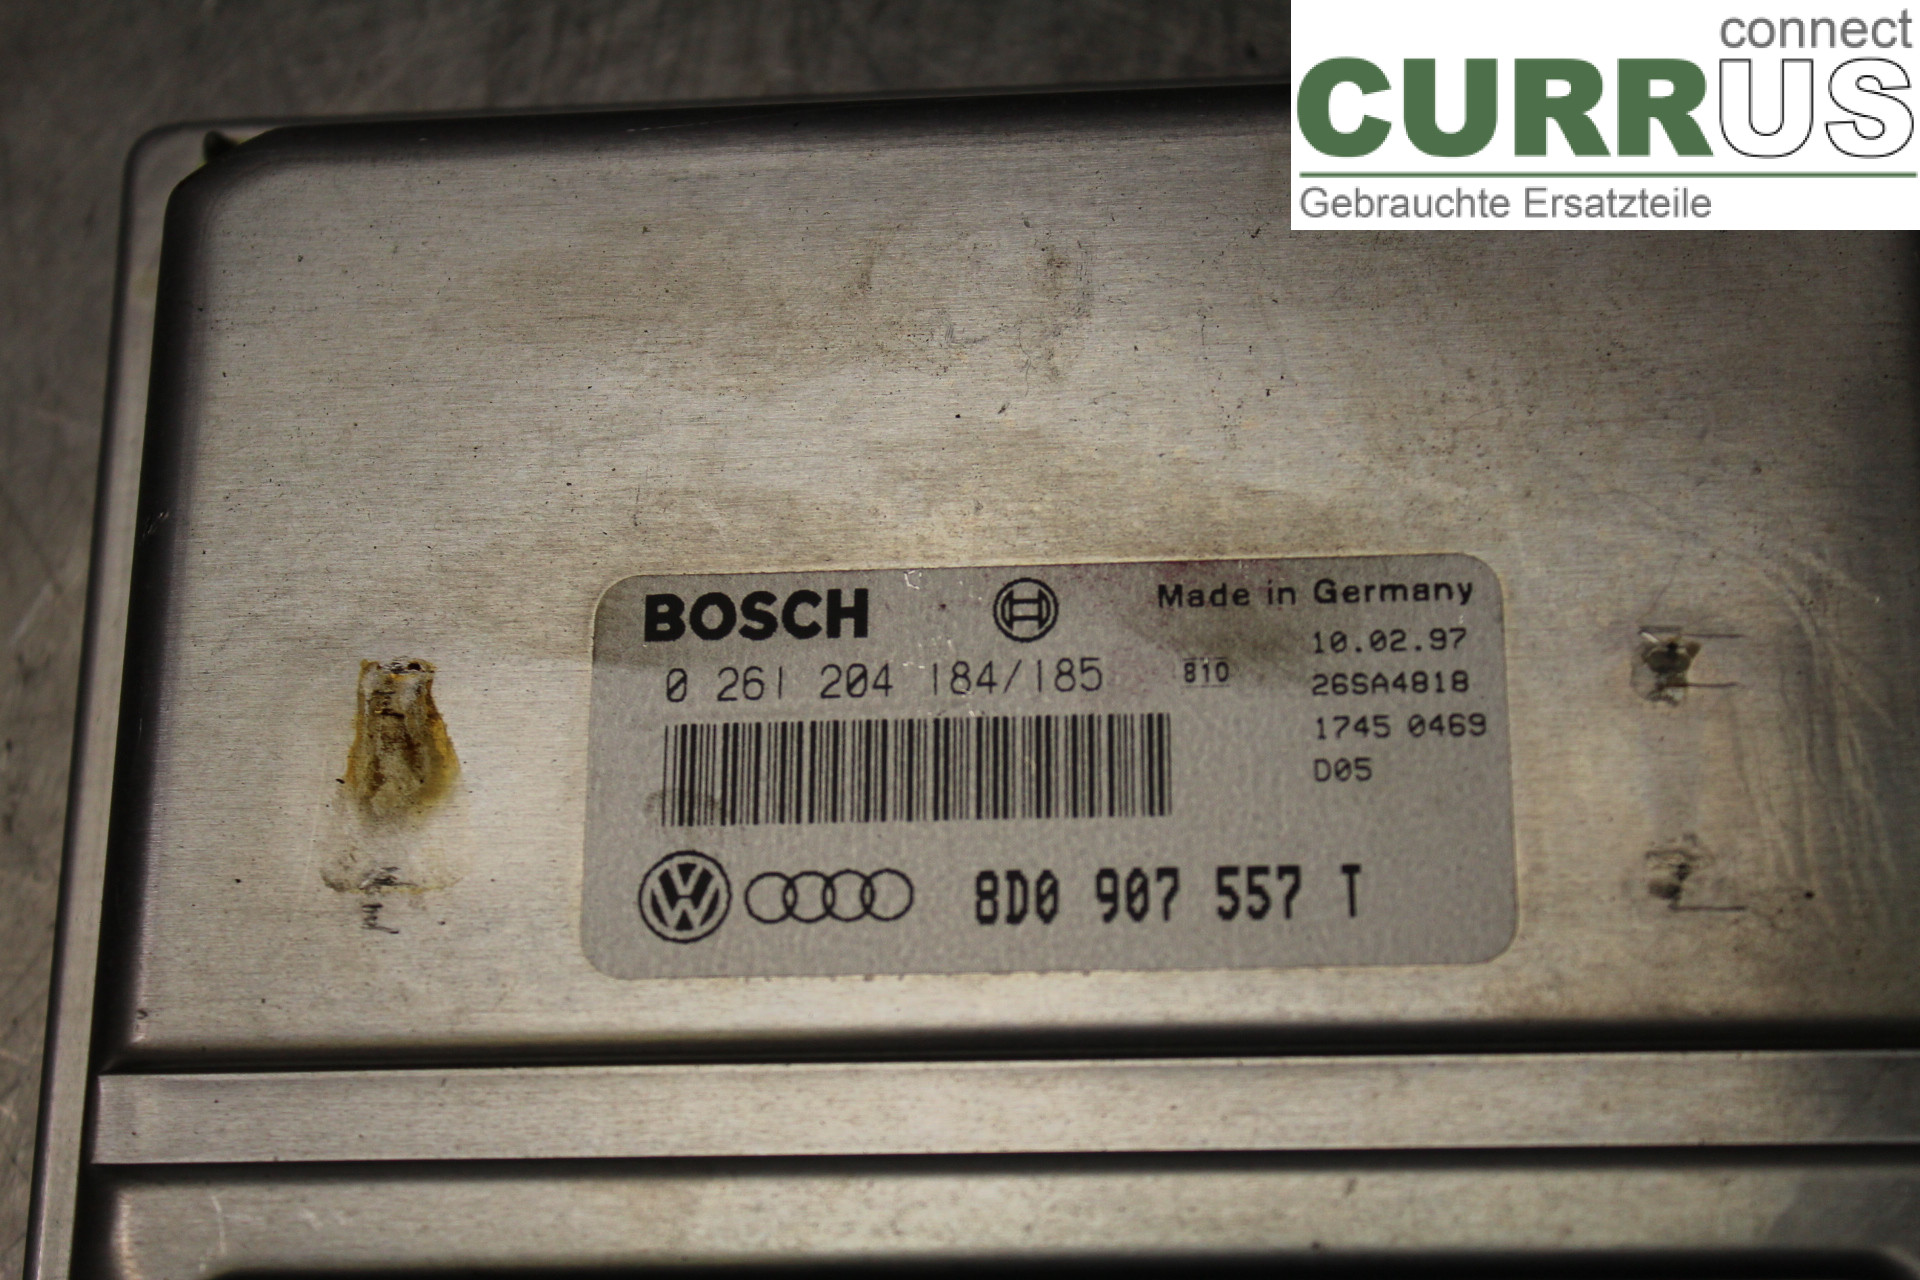 connect
CURRUS
Gebrauchte Ersatzteile
BOSCH
Made in Germany
0 261 204 184/185
810
10.02.97
26SA4818
1745 0469
D05
VW
8D0 907 557 T